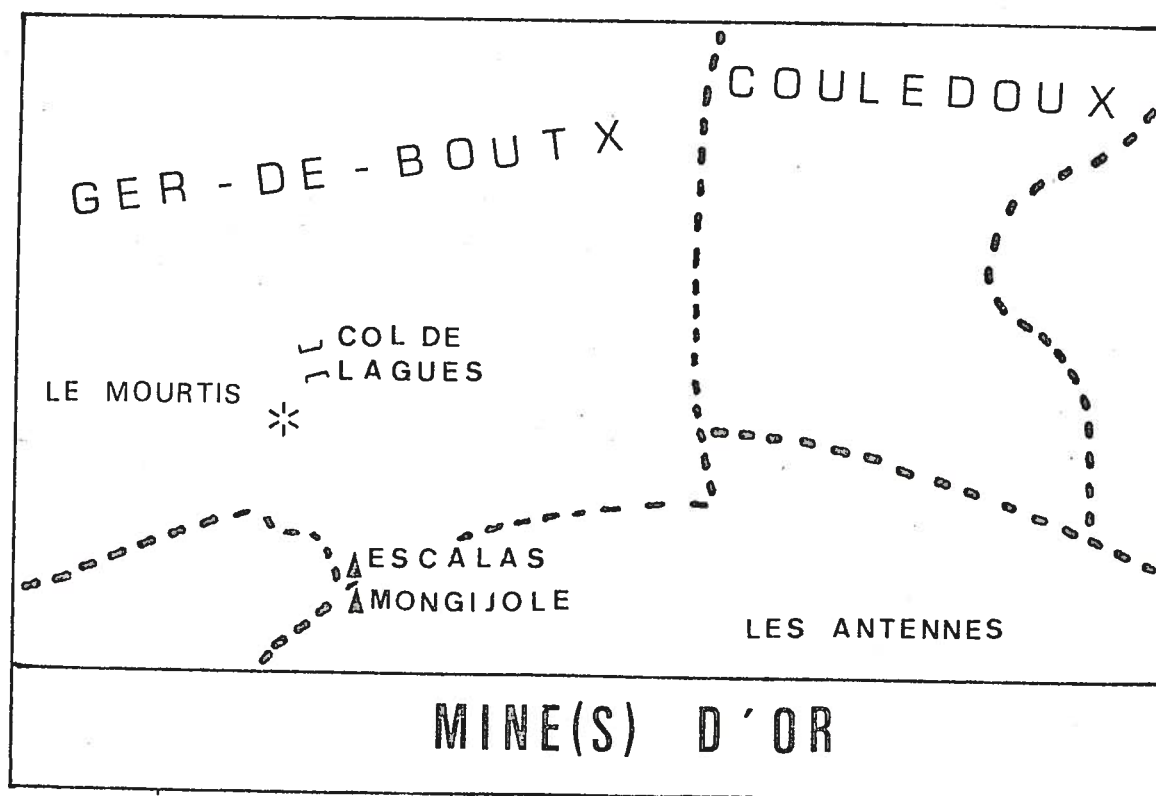 COULEDOUX
GER-DE-BOUTX
COL DE
LAGUES
LE MOURTIS
ESCALAS
MONGIJOLE
LES ANTENNES
MINE(S) D'OR